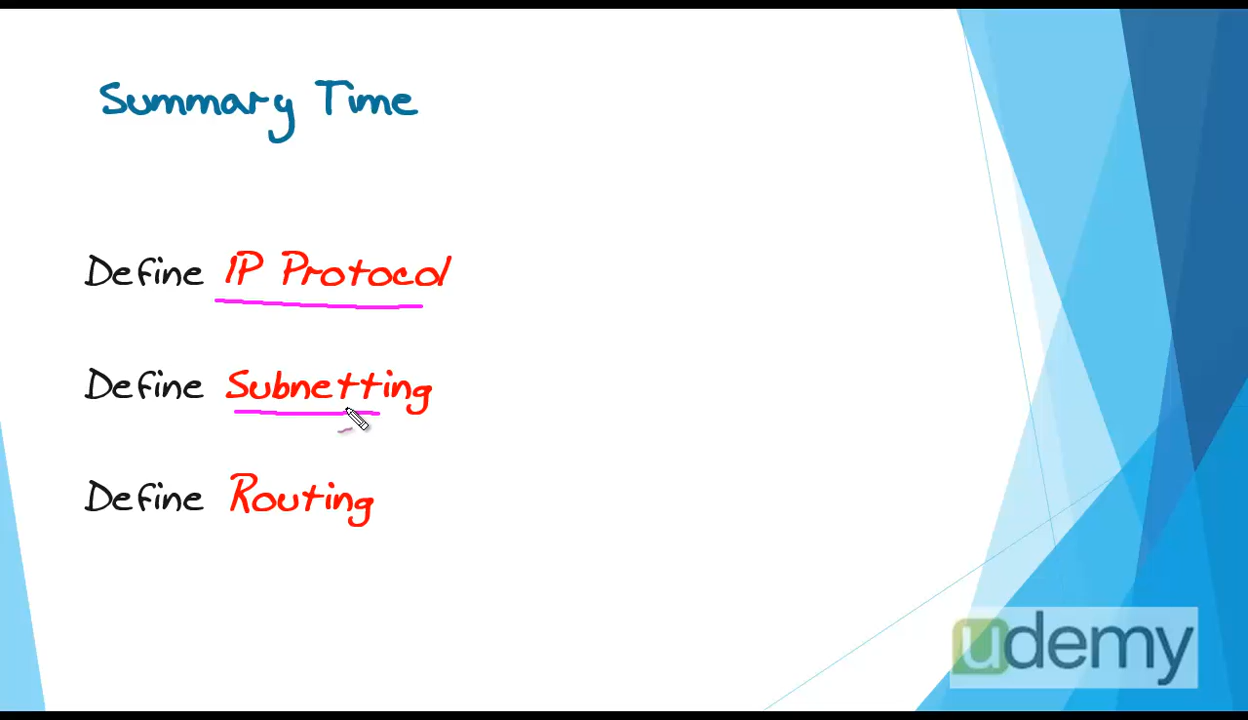 Summary Time
Define IP Protocol
Define Subnetting
Define Routing
udemy